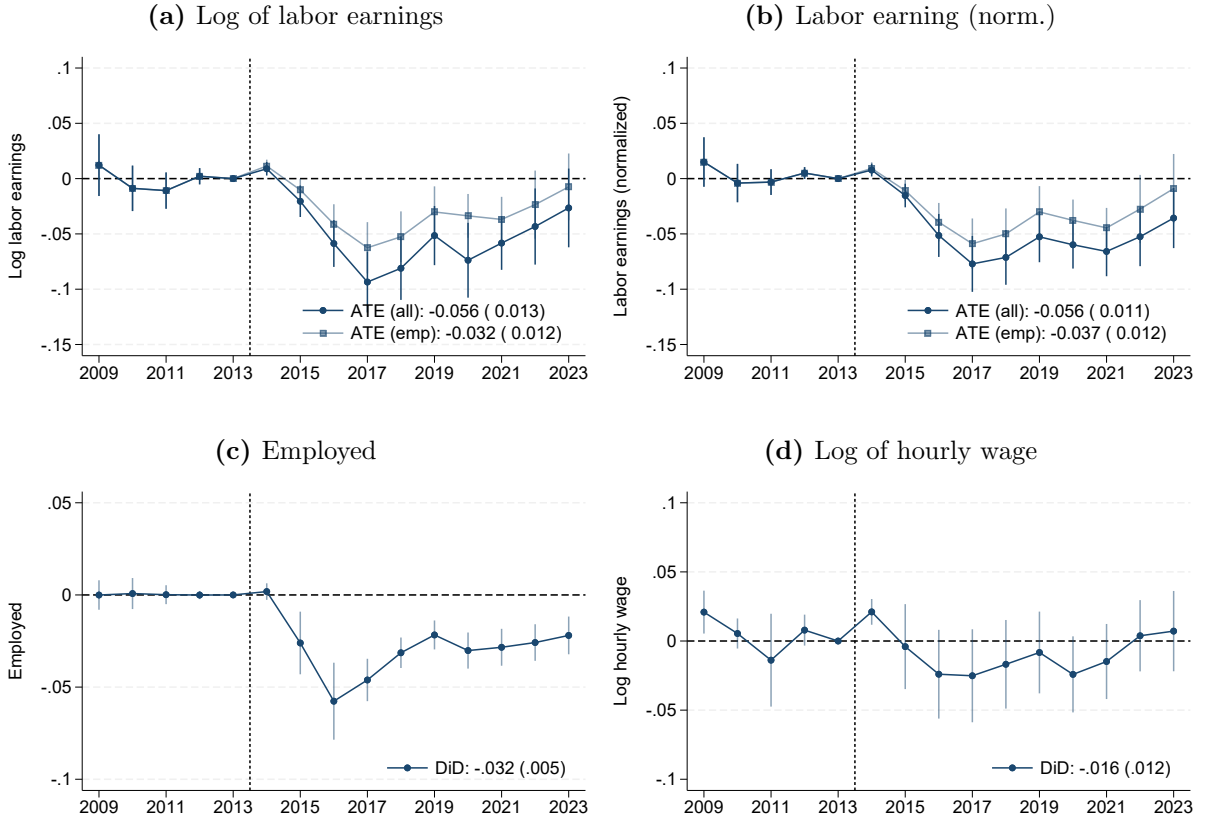 (a) Log of labor earnings
Log labor earnings
.1
.05
0
-.05
-.1
-.15
ATE (all): -0.056 ( 0.013)
ATE (emp): -0.032 ( 0.012)
2009 2011 2013 2015 2017 2019 2021 2023
(b) Labor earning (norm.)
Labor earnings (normalized)
.1
.05
0
-.05
-.1
-.15
ATE (all): -0.056 ( 0.011)
ATE (emp): -0.037 ( 0.012)
2009 2011 2013 2015 2017 2019 2021 2023
(c) Employed
Employed
.05
0
-.05
-.1
DiD: -.032 (.005)
2009 2011 2013 2015 2017 2019 2021 2023
(d) Log of hourly wage
Log hourly wage
.1
.05
0
-.05
-.1
DiD: -.016 (.012)
2009 2011 2013 2015 2017 2019 2021 2023